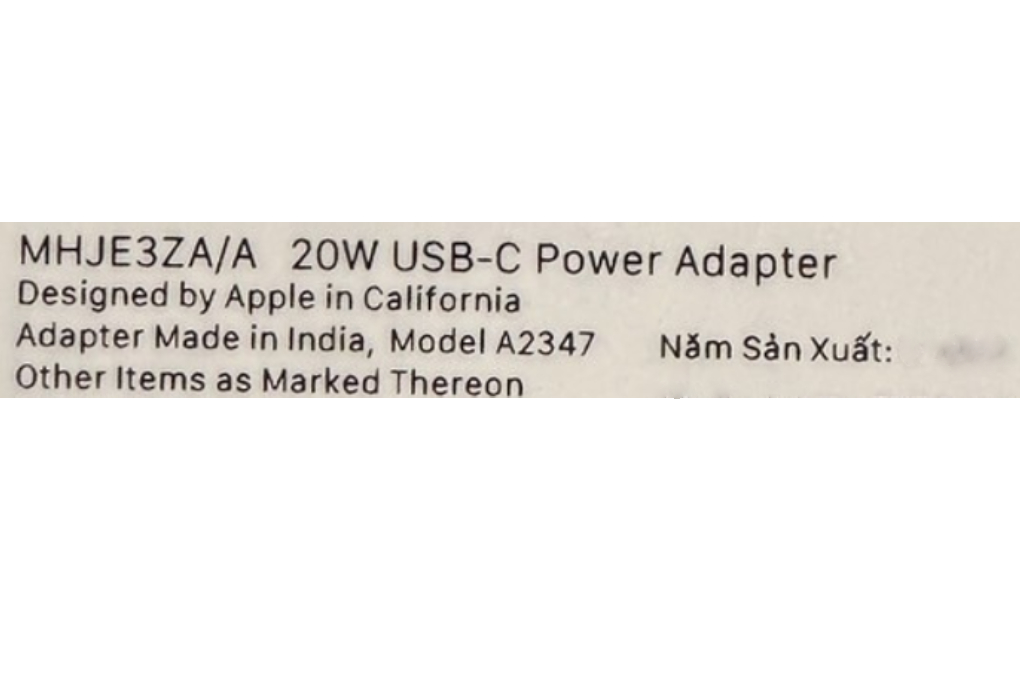 MHJE3ZA/A 20W USB-C Power Adapter
Designed by Apple in California
Adapter Made in India, Model A2347 Năm Sản Xuất:
Other Items as Marked Thereon